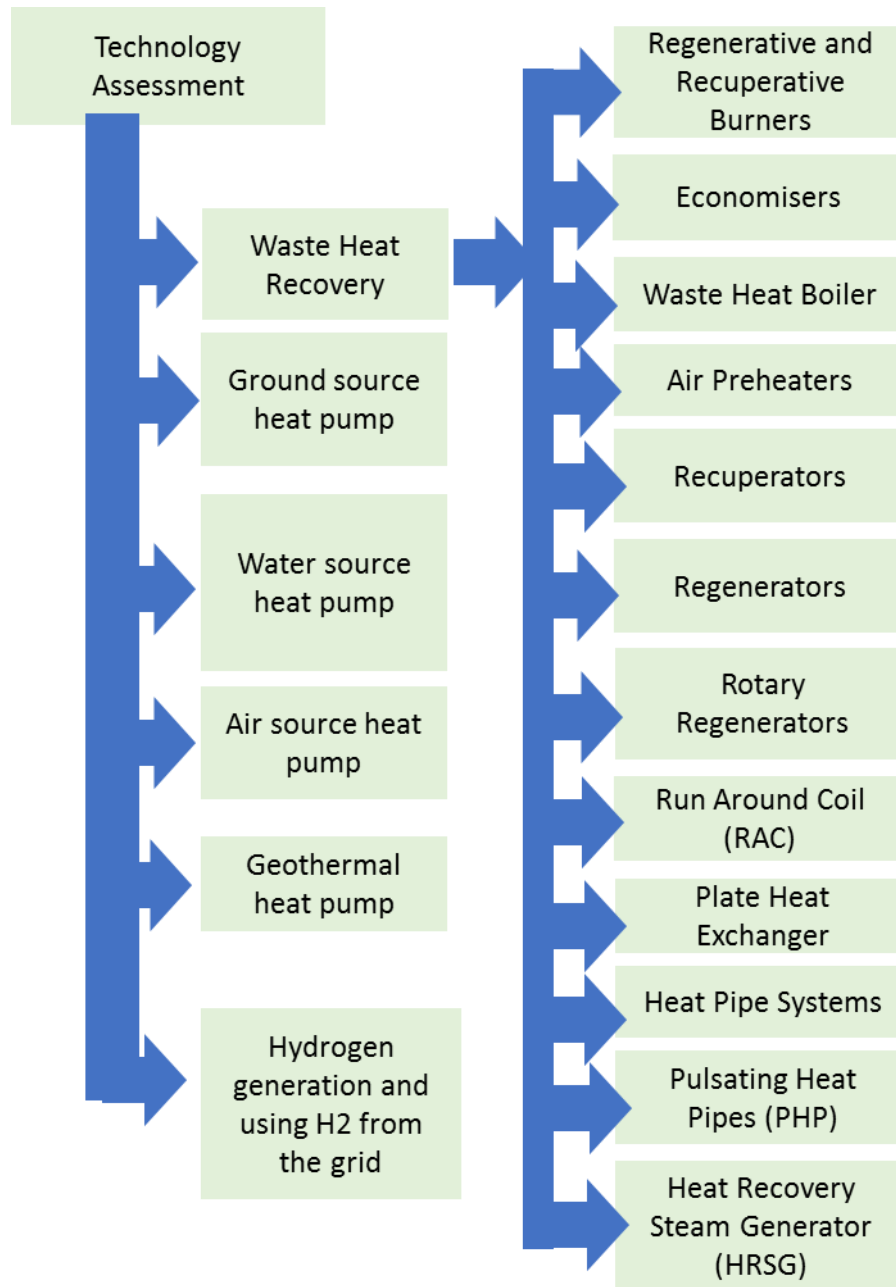 Technology
Assessment
Waste Heat
Recovery
Ground source
heat pump
Water source
heat pump
Air source heat
pump
Geothermal
heat pump
Hydrogen
generation and
using H2 from
the grid
Regenerative and
Recuperative
Burners
Economisers
Waste Heat Boiler
Air Preheaters
Recuperators
Regenerators
Rotary
Regenerators
Run Around Coil
(RAC)
Plate Heat
Exchanger
Heat Pipe Systems
Pulsating Heat
Pipes (PHP)
Heat Recovery
Steam Generator
(HRSG)